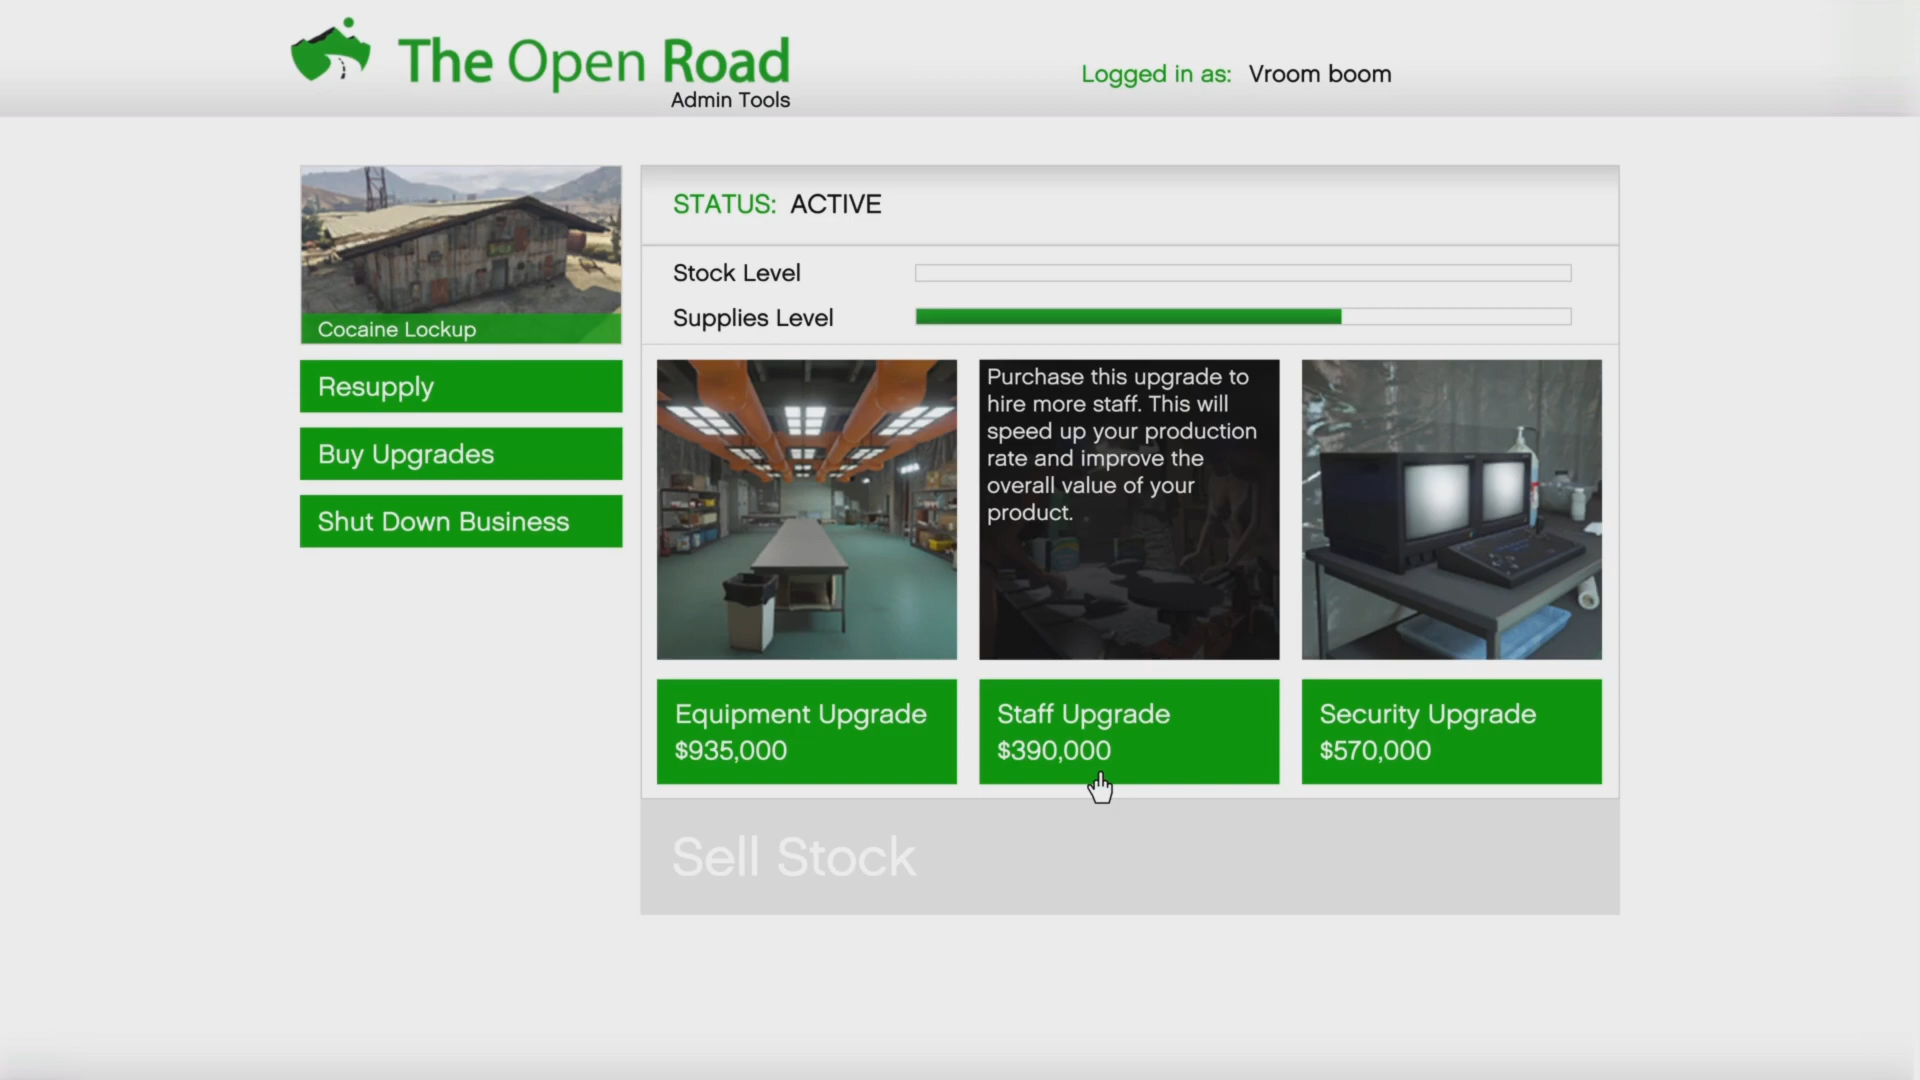 The Open Road
Admin Tools
Logged in as: Vroom boom
Cocaine Lockup
Resupply
Buy Upgrades
Shut Down Business
STATUS: ACTIVE
Stock Level
Supplies Level
Purchase this upgrade to
hire more staff. This will
speed up your production
rate and improve the
overall value of your
product.
Equipment Upgrade
$935,000
Staff Upgrade
$390,000
Security Upgrade
$570,000
Sell Stock